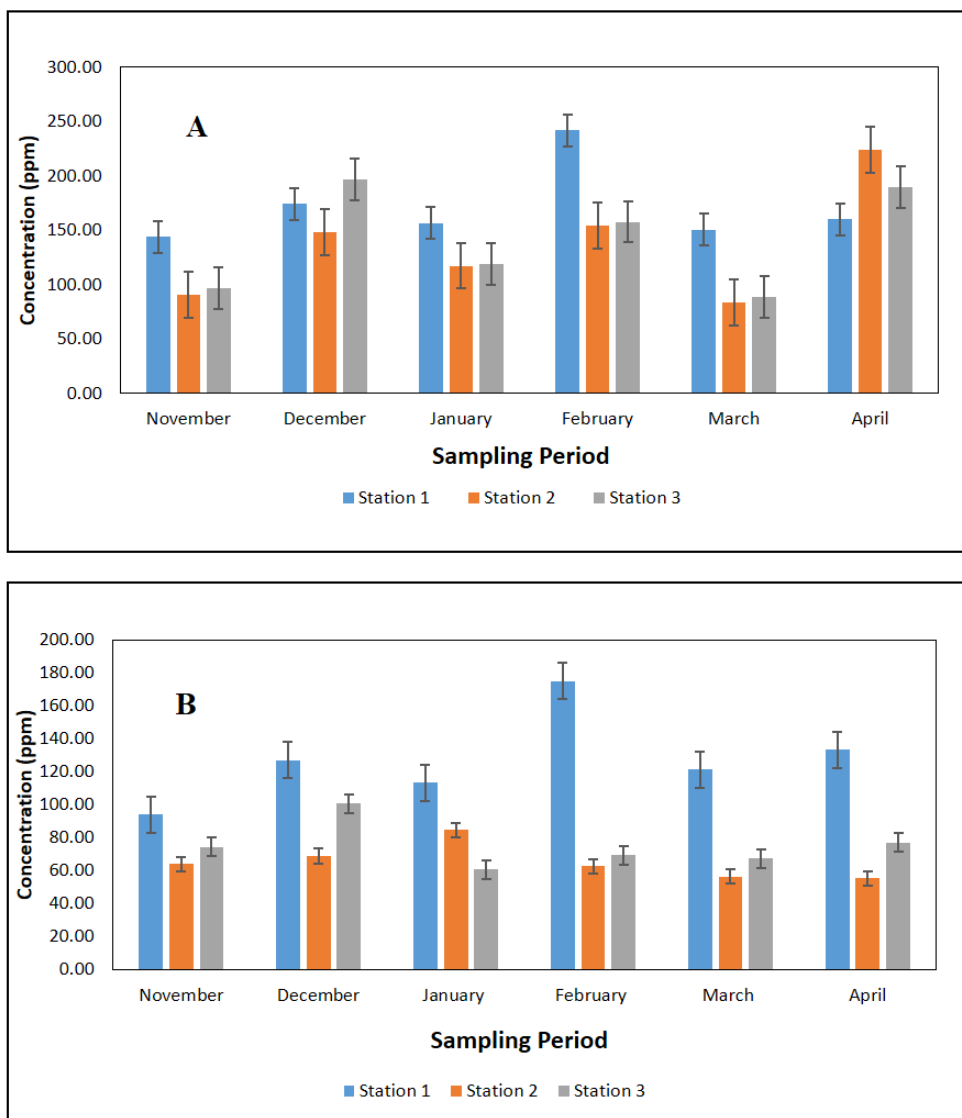 300.00
250.00
200.00
150.00
100.00
50.00
0.00
Concentration (ppm)
A
November December January February March April
Sampling Period
Station 1 Station 2 Station 3
200.00
180.00
160.00
140.00
120.00
100.00
80.00
60.00
40.00
20.00
0.00
Concentration (ppm)
B
November December January February March April
Sampling Period
Station 1 Station 2 Station 3